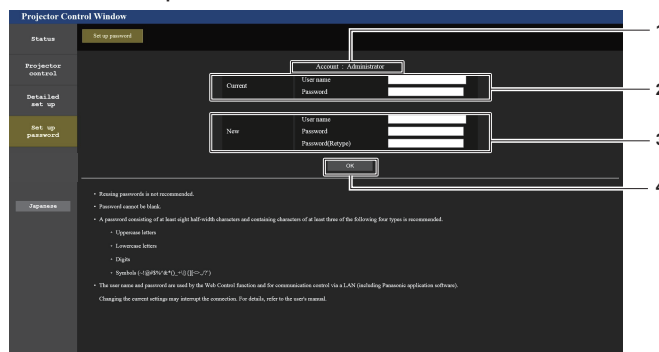 Projector Control Window
Status
Set up password
1
Account : Administrator
Projector
control
Current
User name
Password
2
Detailed
set up
Set up
password
New
User name
Password
Password(Retype)
3
OK
4
Japanese
• Reusing passwords is not recommended.
• Password cannot be blank.
• A password consisting of at least eight half-width characters and containing characters of at least three of the following four types is recommended.
• Uppercase letters
• Lowercase letters
• Digits
• Symbols
• The user name and password are used by the Web Control function and for communication control via a LAN (including Panasonic application software).
Changing the current settings may interrupt the connection. For details, refer to the user's manual.